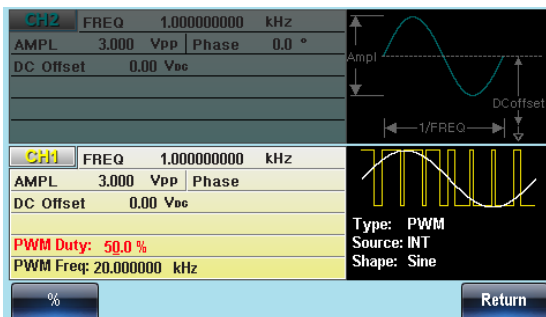 CH2 FREQ 1.000000000 kHz
AMPL 3.000 Vpp Phase 0.0 °
DC Offset 0.00 VDC
Ampl
DCoffset
1/FREQ
CH1 FREQ 1.000000000 kHz
AMPL 3.000 Vpp Phase
DC Offset 0.00 VDC
PWM Duty: 50.0 %
PWM Freq: 20.000000 kHz
Type: PWM
Source: INT
Shape: Sine
% Return